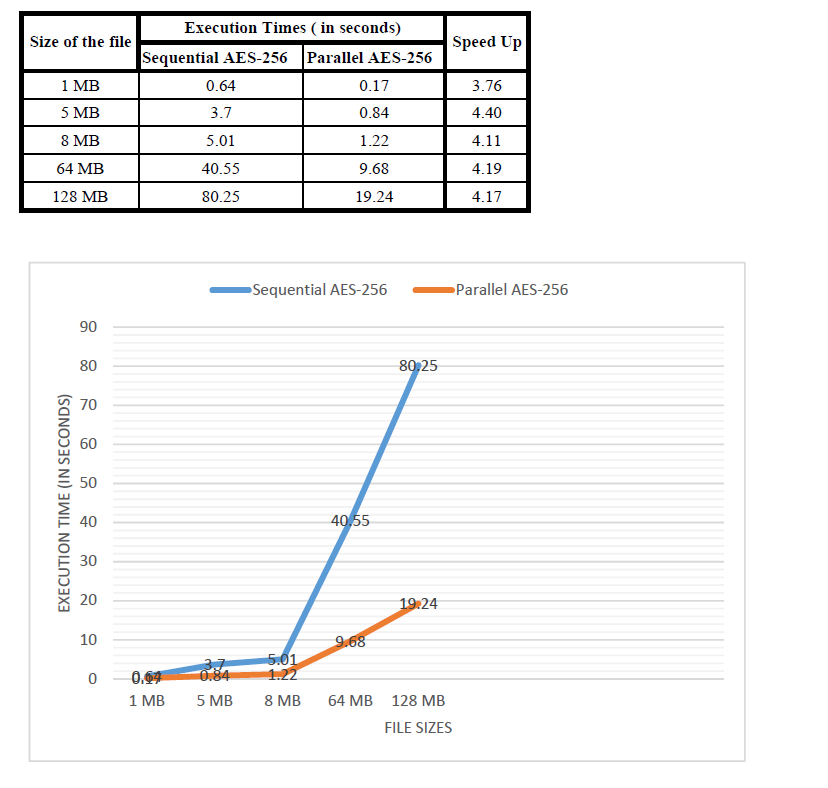 Size of the file Execution Times ( in seconds) Speed Up
Sequential AES-256 Parallel AES-256
1 MB 0.64 0.17 3.76
5 MB 3.7 0.84 4.40
8 MB 5.01 1.22 4.11
64 MB 40.55 9.68 4.19
128 MB 80.25 19.24 4.17
Sequential AES-256 Parallel AES-256
90
80
70
60
50
40
30
20
10
0
EXECUTION TIME (IN SECONDS)
80.25
40.55
19.24
9.68
0.64 3.7 5.01
0.17 0.84 1.22
1 MB 5 MB 8 MB 64 MB 128 MB
FILE SIZES